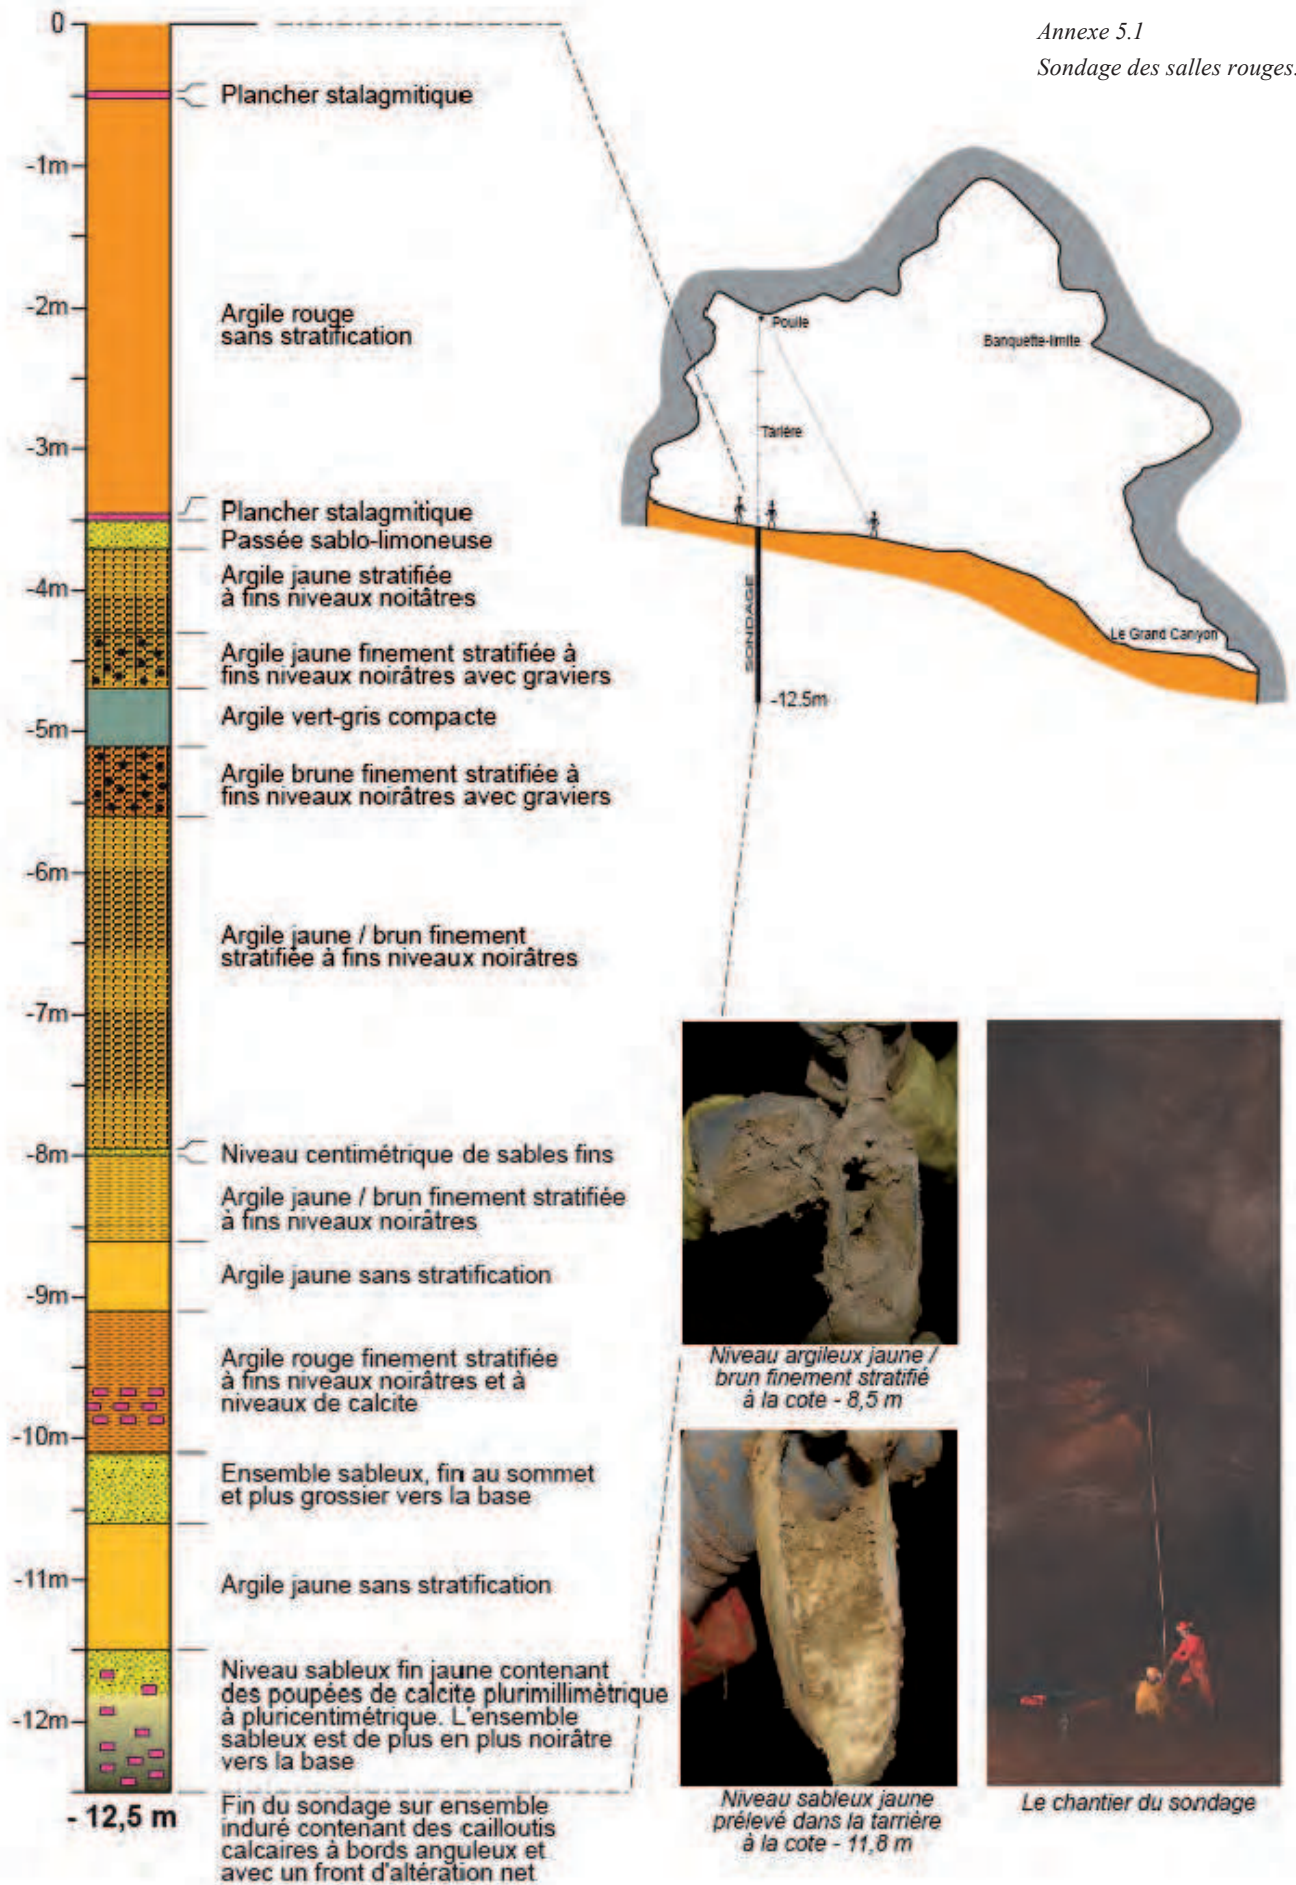 Annexe 5.1
Sondage des salles rouges.
0
Plancher stalagmitique
-1m
-2m
Argile rouge
sans stratification
-3m
Plancher stalagmitique
Passée sablo-limoneuse
Argile jaune stratifiée
à fins niveaux noitâtres
-4m
Argile jaune finement stratifiée à
fins niveaux noirâtres avec graviers
Argile vert-gris compacte
-5m
Argile brune finement stratifiée à
fins niveaux noirâtres avec graviers
-6m
Argile jaune / brun finement
stratifiée à fins niveaux noirâtres
-7m
-8m
Niveau centimétrique de sables fins
Argile jaune / brun finement stratifiée
à fins niveaux noirâtres
Argile jaune sans stratification
-9m
Argile rouge finement stratifiée
à fins niveaux noirâtres et à
niveaux de calcite
-10m
Ensemble sableux, fin au sommet
et plus grossier vers la base
-11m
Argile jaune sans stratification
Niveau sableux fin jaune contenant
des poupées de calcite plurimillimètrique
à pluricentimétrique. L'ensemble
sableux est de plus en plus noirâtre
vers la base
-12m
- 12,5 m
Fin du sondage sur ensemble
induré contenant des cailloutis
calcaires à bords anguleux et
avec un front d'altération net
Poulie
Banquette-limite
Tarière
SONDAGE
Le Grand Canyon
-12.5m
Niveau argileux jaune /
brun finement stratifié
à la cote - 8,5 m
Niveau sableux jaune
prélevé dans la tarrière
à la cote - 11,8 m
Le chantier du sondage